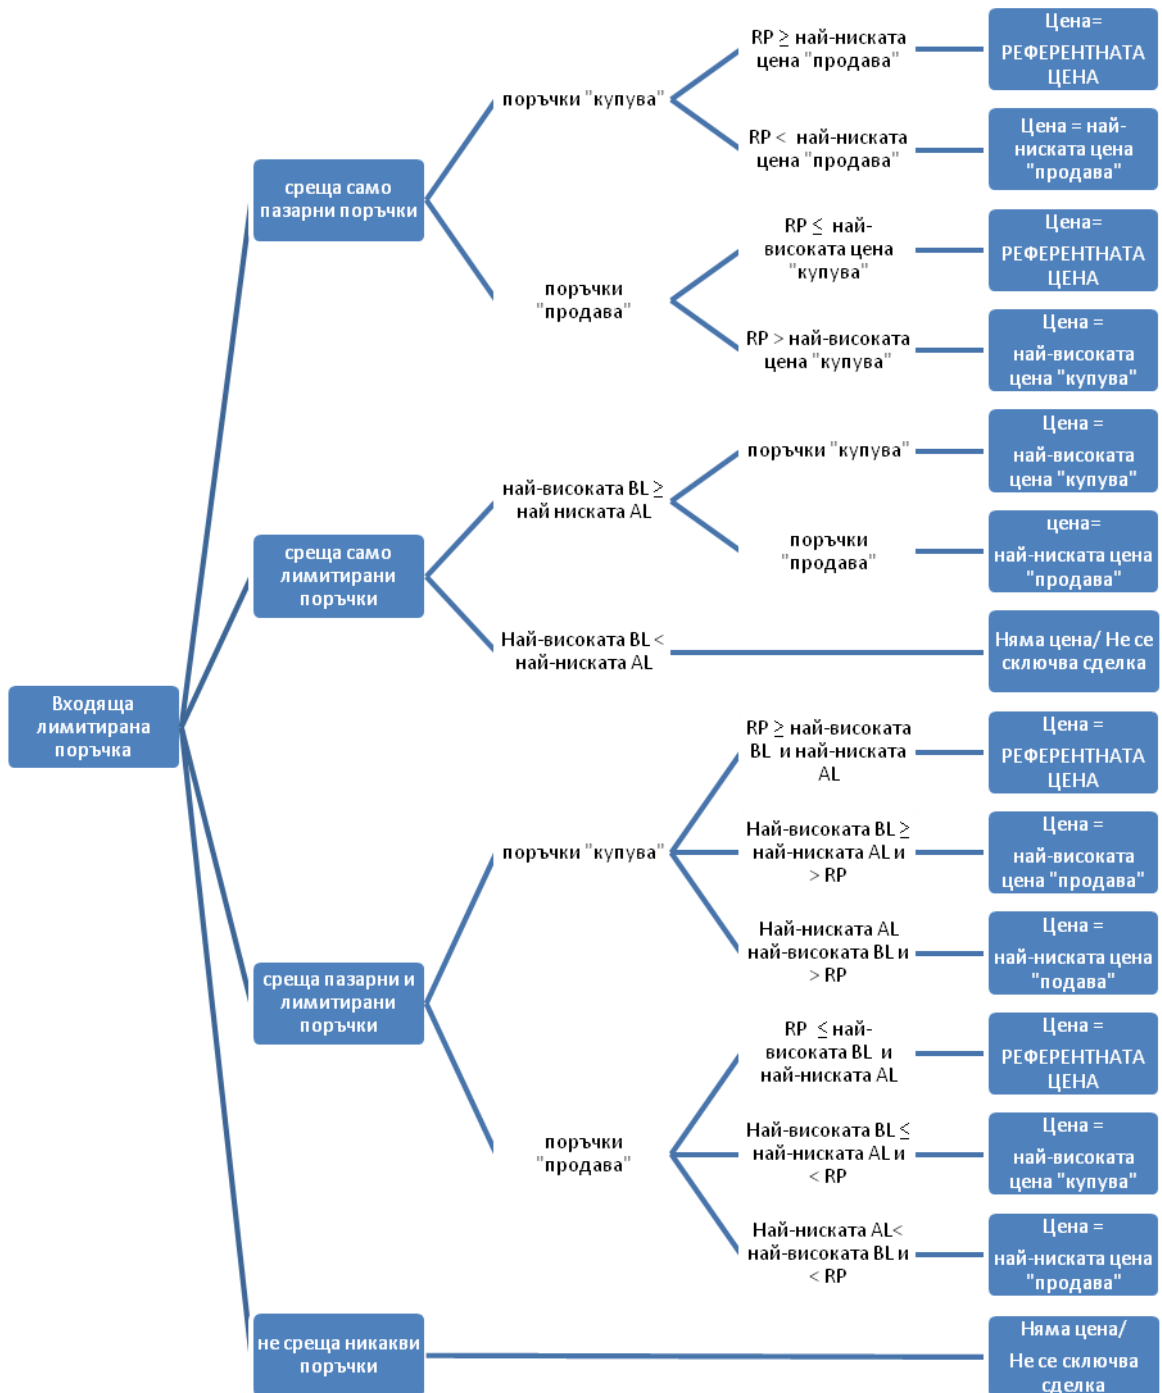 Входяща
лимитирана
поръчка
среща само
пазарни поръчки
поръчки "купува"
RP ≥ най-ниската
цена "продава"
Цена=
РЕФЕРЕНТНАТА
ЦЕНА
RP < най-ниската
цена "продава"
Цена = най-
ниската цена
"продава"
поръчки
"продава"
RP ≤ най-
високата цена
"купува"
Цена=
РЕФЕРЕНТНАТА
ЦЕНА
RP > най-високата
цена "купува"
Цена =
най-високата
цена "купува"
среща само
лимитирани
поръчки
най-високата BL ≥
най ниската AL
поръчки "купува"
Цена =
най-високата
цена "купува"
поръчки
"продава"
цена=
най-ниската цена
"продава"
Най-високата BL <
най-ниската AL
Няма цена/ Не се
сключва сделка
среща пазарни и
лимитирани
поръчки
поръчки "купува"
RP ≥ най-високата
BL и най-ниската
AL
Цена =
РЕФЕРЕНТНАТА
ЦЕНА
Най-високата BL ≥
най-ниската AL и
> RP
Цена =
най-високата
цена "продава"
Най-ниската AL
най-високата BL и
> RP
Цена =
най-ниската цена
"подава"
поръчки
"продава"
RP ≤ най-
високата BL и
най-ниската AL
Цена =
РЕФЕРЕНТНАТА
ЦЕНА
Най-високата BL ≤
най-ниската AL и
< RP
Цена =
най-високата
цена "купува"
Най-ниската AL<
най-високата BL и
< RP
Цена =
най-ниската цена
"продава"
не среща никакви
поръчки
Няма цена/
Не се сключва
сделка